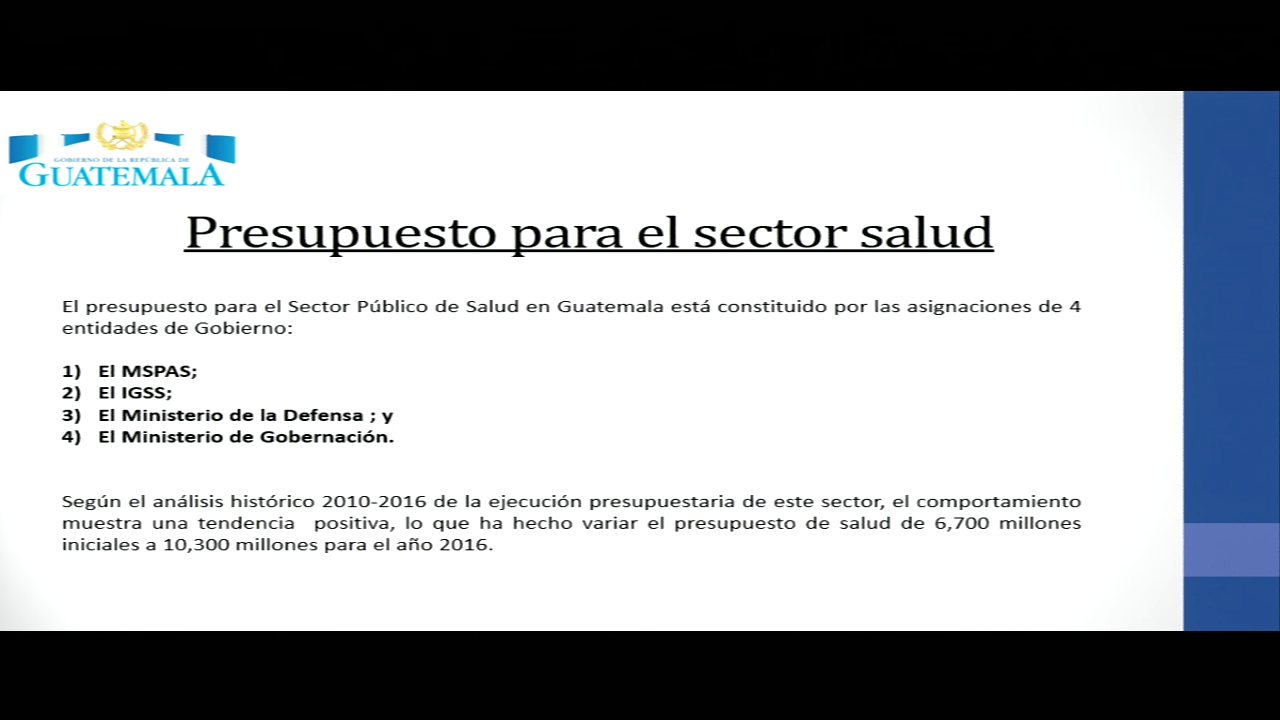 GOBIERNO DE LA REPÚBLICA DE
GUATEMALA
Presupuesto para el sector salud
El presupuesto para el Sector Público de Salud en Guatemala está constituido por las asignaciones de 4
entidades de Gobierno:
1) El MSPAS;
2) El IGSS;
3) El Ministerio de la Defensa ; y
4) El Ministerio de Gobernación.
Según el análisis histórico 2010-2016 de la ejecución presupuestaria de este sector, el comportamiento
muestra una tendencia  positiva, lo que ha hecho variar el presupuesto de salud de 6,700 millones
iniciales a 10,300 millones para el año 2016.